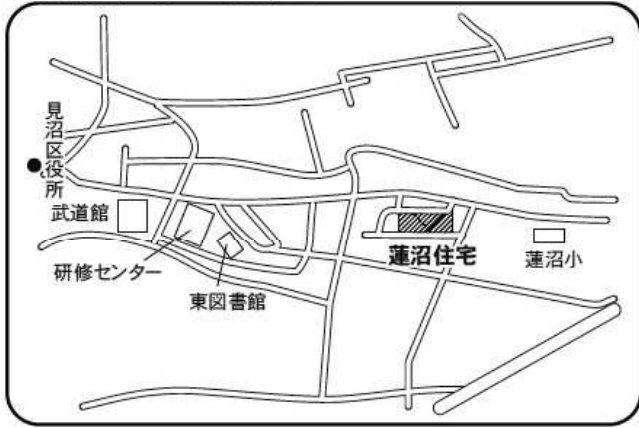 見沼区役所
武道館
研修センター
東図書館
蓮沼住宅
蓮沼小